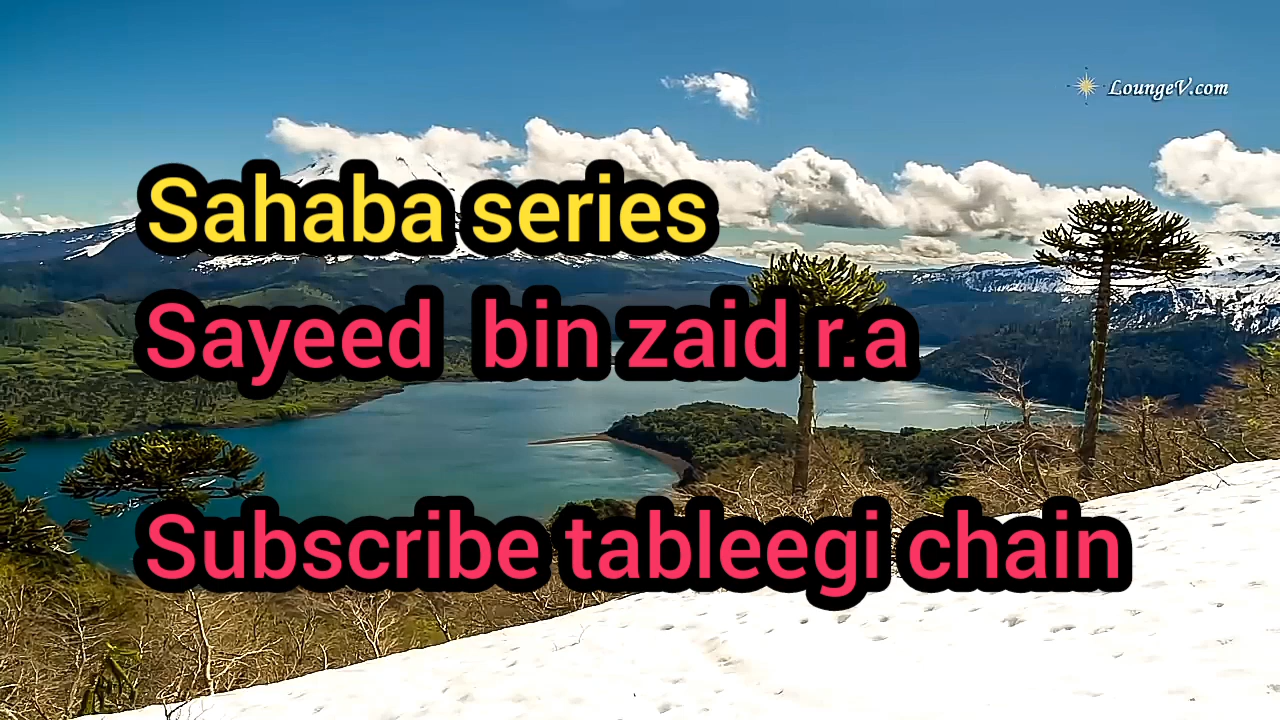 LoungeV.com
Sahaba series
Sayeed bin zaid r.a
Subscribe tableegi chain